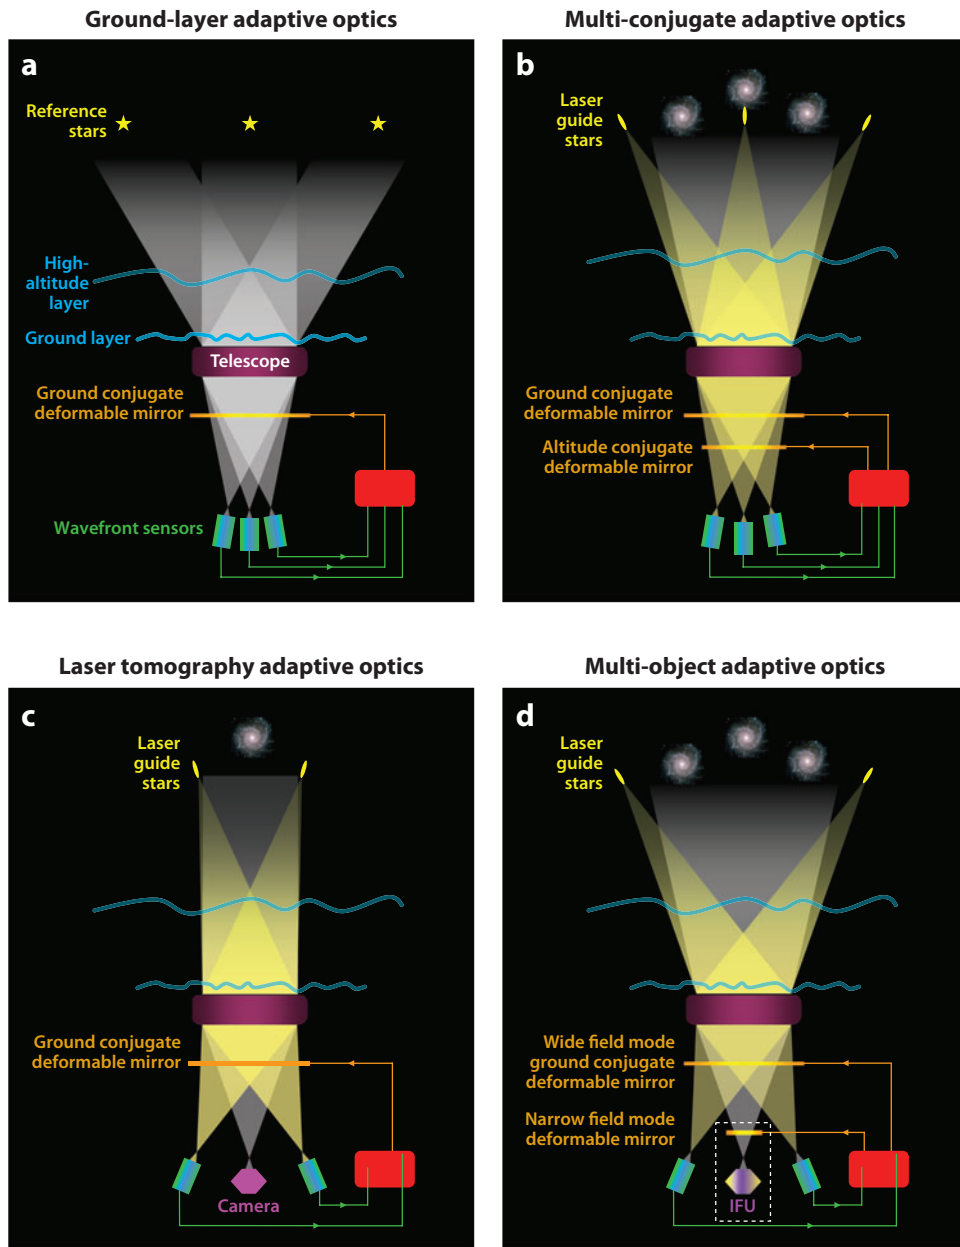 Ground-layer adaptive optics
a
Reference
stars
High-
altitude
layer
Ground layer
Telescope
Ground conjugate
deformable mirror
Wavefront sensors
Multi-conjugate adaptive optics
b
Laser
guide
stars
Ground conjugate
deformable mirror
Altitude conjugate
deformable mirror
Laser tomography adaptive optics
c
Laser
guide
stars
Ground conjugate
deformable mirror
Camera
Multi-object adaptive optics
d
Laser
guide
stars
Wide field mode
ground conjugate
deformable mirror
Narrow field mode
deformable mirror
IFU